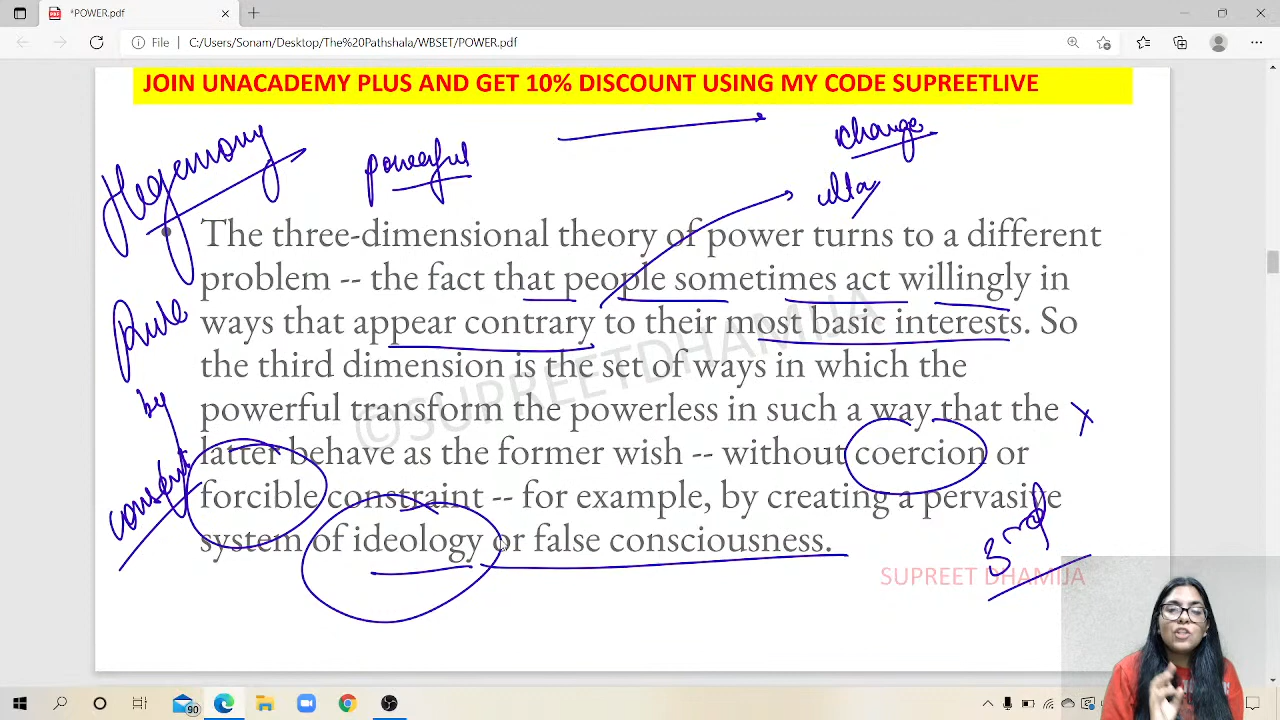 *POWER.pdf
File
C:/Users/Sonam/Desktop/The%20Pathshala/WBSET/POWER.pdf
JOIN UNACADEMY PLUS AND GET 10% DISCOUNT USING MY CODE SUPREETLIVE
Hegemony
powerful
change
ulta
The three-dimensional theory of power turns to a different
problem -- the fact that people sometimes act willingly in
ways that appear contrary to their most basic interests. So
the third dimension is the set of ways in which the
powerful transform the powerless in such a way that the
latter behave as the former wish -- without coercion or
forcible constraint -- for example, by creating a pervasive
system of ideology or false consciousness.
Rule
by
consent
3rd
©SUPREETDHAMIJA
SUPREET DHAMIJA
90